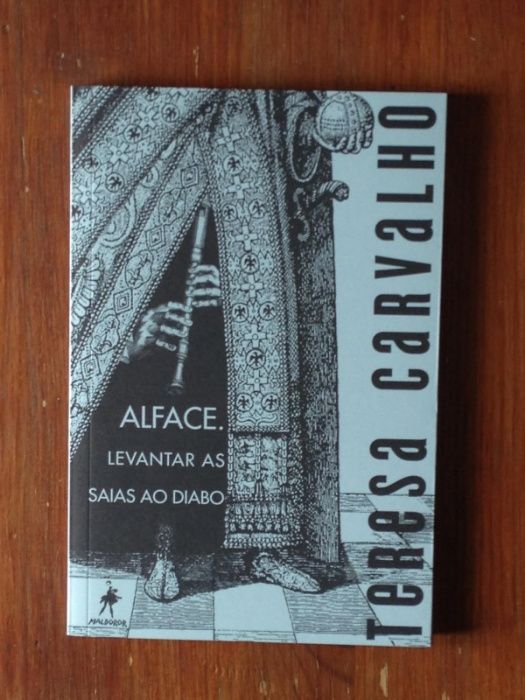 ALFACE.
LEVANTAR AS
SAIAS AO DIABO
TERESA CARVALHO
MALDOROR